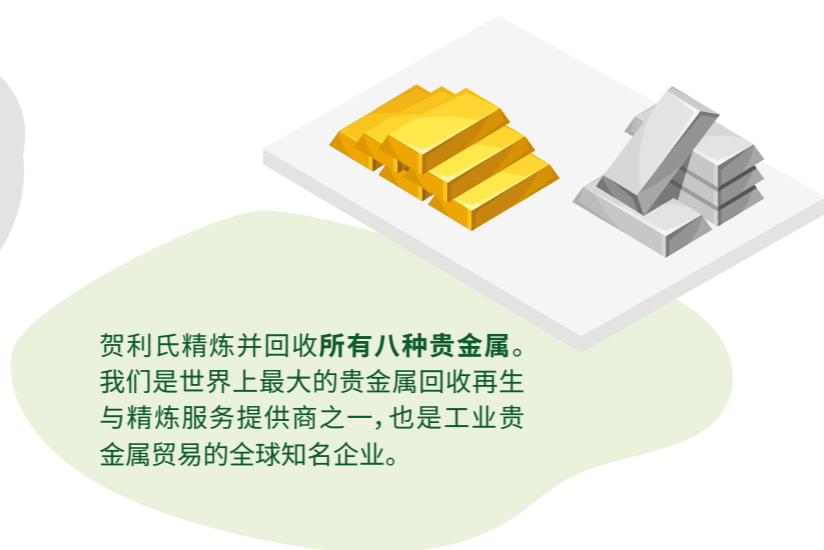 贺利氏精炼并回收所有八种贵金属。
我们是世界上最大的贵金属回收再生
与精炼服务提供商之一，也是工业贵
金属贸易的全球知名企业。